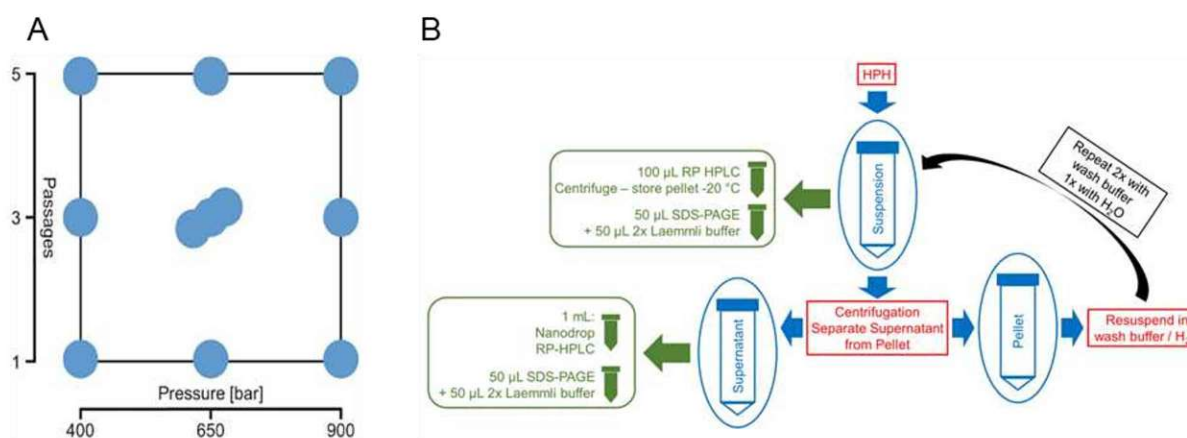 A
5
3
1
Passages
Pressure [bar]
400
650
900
B
HPH
Suspension
100 µL RP HPLC
Centrifuge – store pellet -20 °C
50 µL SDS-PAGE
+ 50 µL 2x Laemmli buffer
Repeat 2x with
wash buffer
1x with H₂O
1 mL:
Nanodrop
RP-HPLC
50 µL SDS-PAGE
+ 50 µL 2x Laemmli buffer
Supernatant
Centrifugation
Separate Supernatant
from Pellet
Pellet
Resuspend in
wash buffer / H